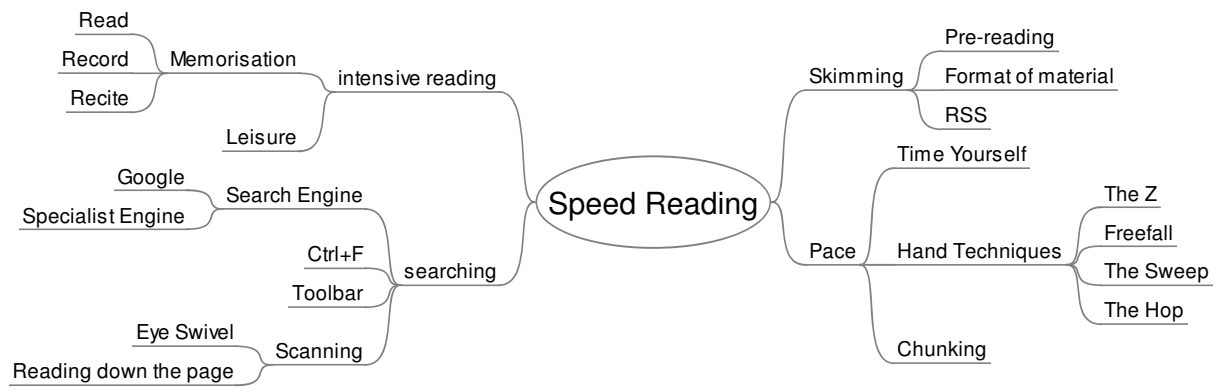 Speed Reading
intensive reading
Memorisation
Read
Record
Recite
Leisure
searching
Search Engine
Google
Specialist Engine
Ctrl+F
Toolbar
Scanning
Eye Swivel
Reading down the page
Skimming
Pre-reading
Format of material
RSS
Pace
Time Yourself
Hand Techniques
The Z
Freefall
The Sweep
The Hop
Chunking